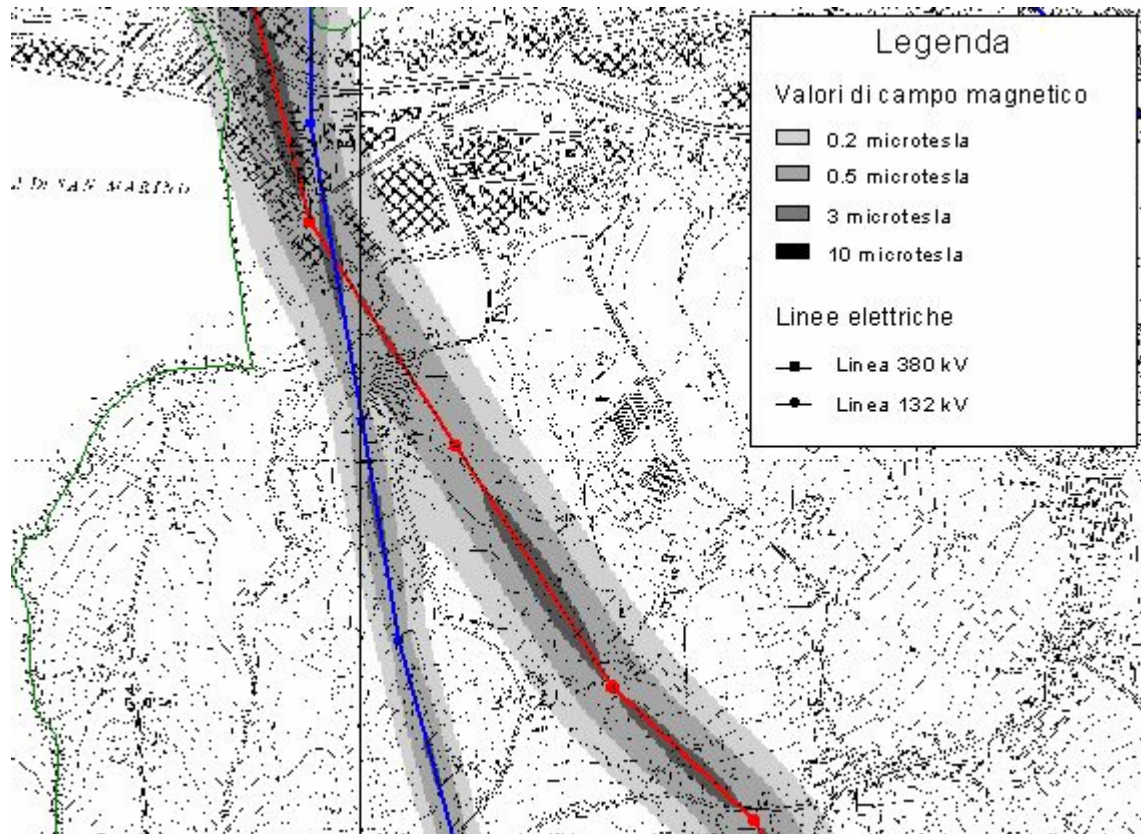 Legenda
Valori di campo magnetico
0.2 microtesla
0.5 microtesla
3 microtesla
10 microtesla
Linee elettriche
Linea 380 kV
Linea 132 kV
DI SAN MARINO